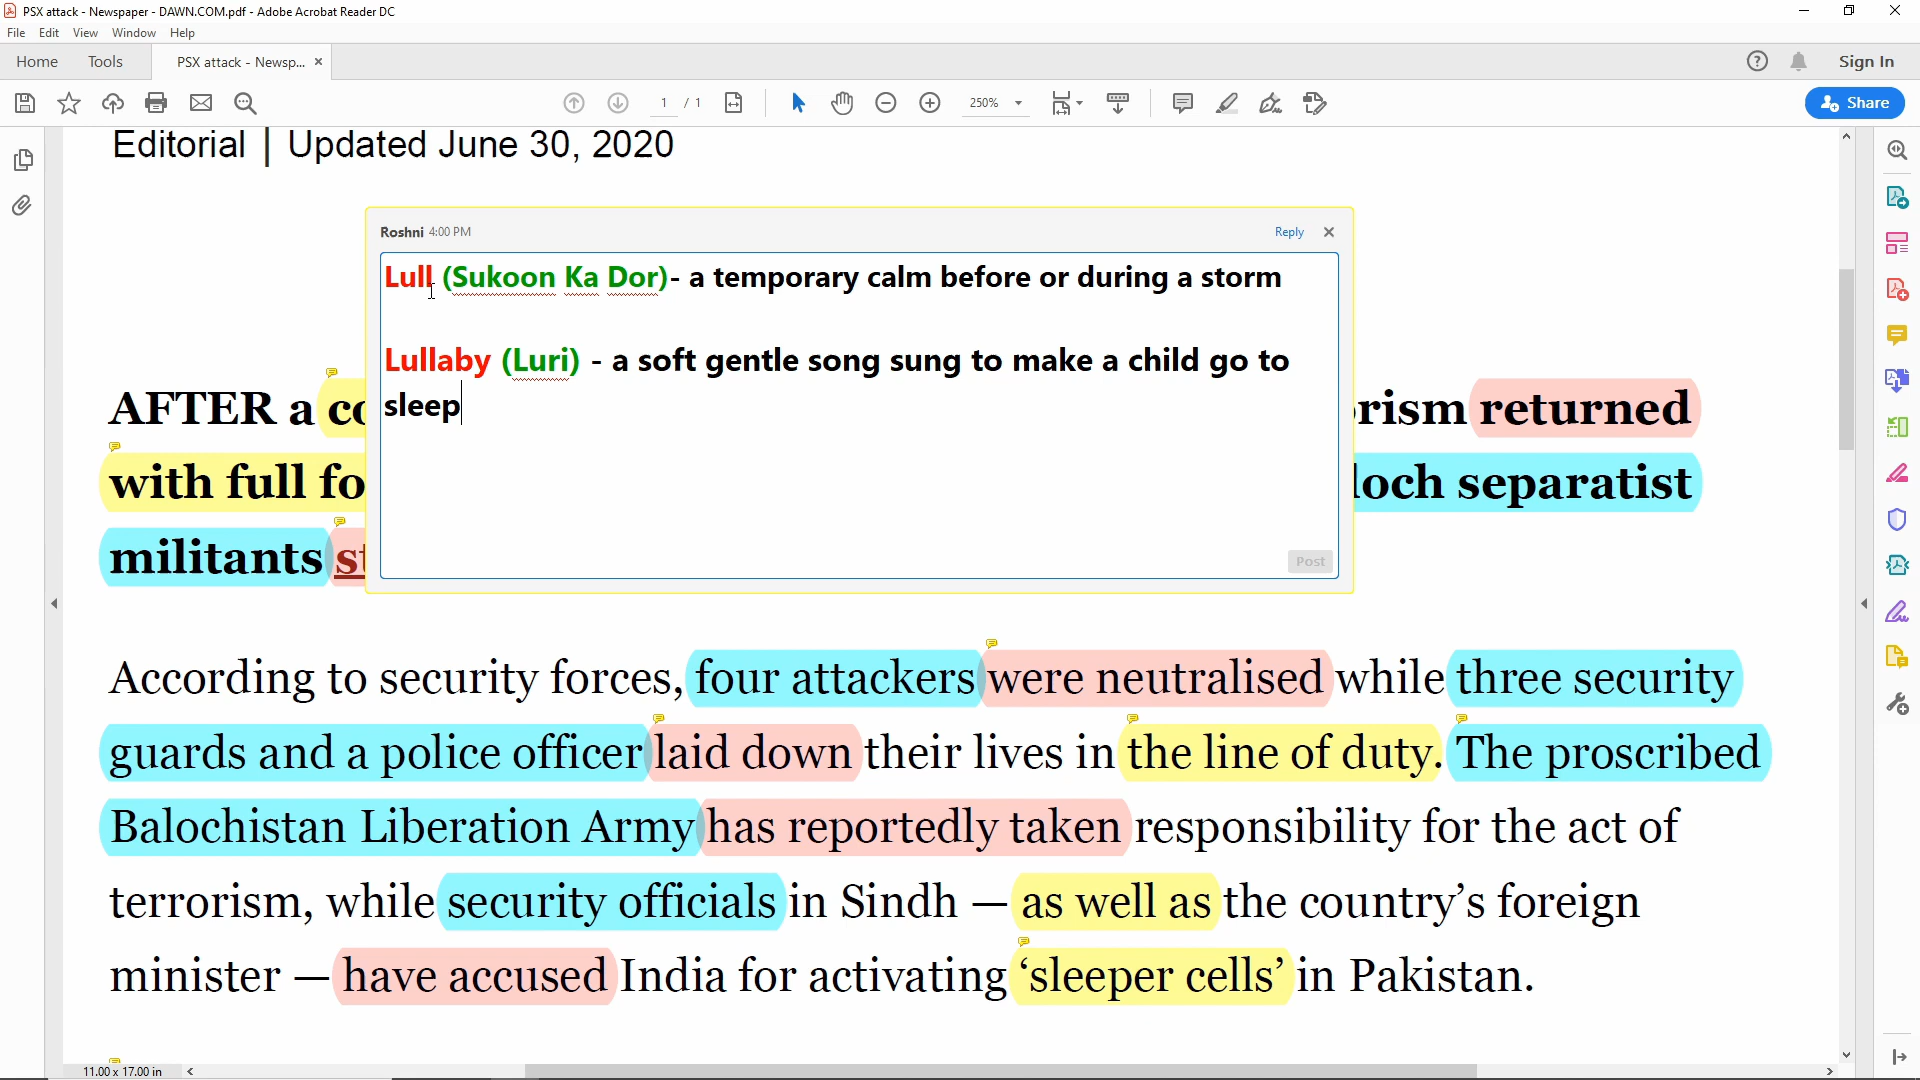 PSX attack - Newspaper - DAWN.COM.pdf - Adobe Acrobat Reader DC
File Edit View Window Help
Home Tools PSX attack - Newsp... × Sign In
1 / 1 250% Share
Editorial | Updated June 30, 2020
Roshni 4:00 PM Reply
Lull (Sukoon Ka Dor)- a temporary calm before or during a storm
Lullaby (Luri) - a soft gentle song sung to make a child go to
sleep
Post
AFTER a returned
with full separatist
militants
According to security forces, four attackers were neutralised while three security
guards and a police officer laid down their lives in the line of duty. The proscribed
Balochistan Liberation Army has reportedly taken responsibility for the act of
terrorism, while security officials in Sindh — as well as the country’s foreign
minister — have accused India for activating ‘sleeper cells’ in Pakistan.
11.00 x 17.00 in